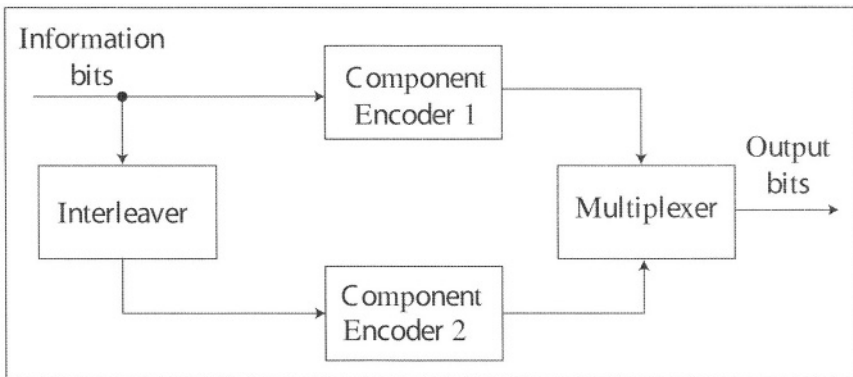 Information
bits
Component
Encoder 1
Interleaver
Multiplexer
Output
bits
Component
Encoder 2